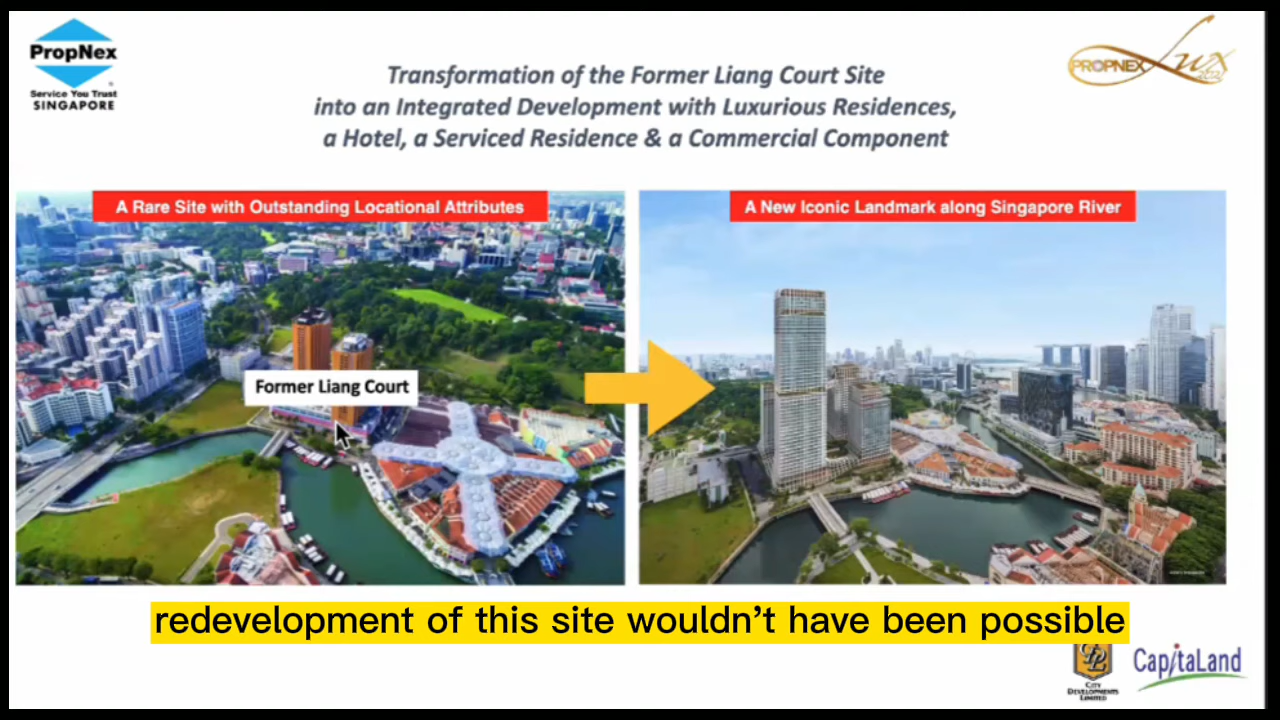 PropNex
Service You Trust
SINGAPORE
PROPNEX Lux
Transformation of the Former Liang Court Site
into an Integrated Development with Luxurious Residences,
a Hotel, a Serviced Residence & a Commercial Component
A Rare Site with Outstanding Locational Attributes
A New Iconic Landmark along Singapore River
Former Liang Court
redevelopment of this site wouldn't have been possible
CITY
DEVELOPMENTS
LIMITED
CapitaLand